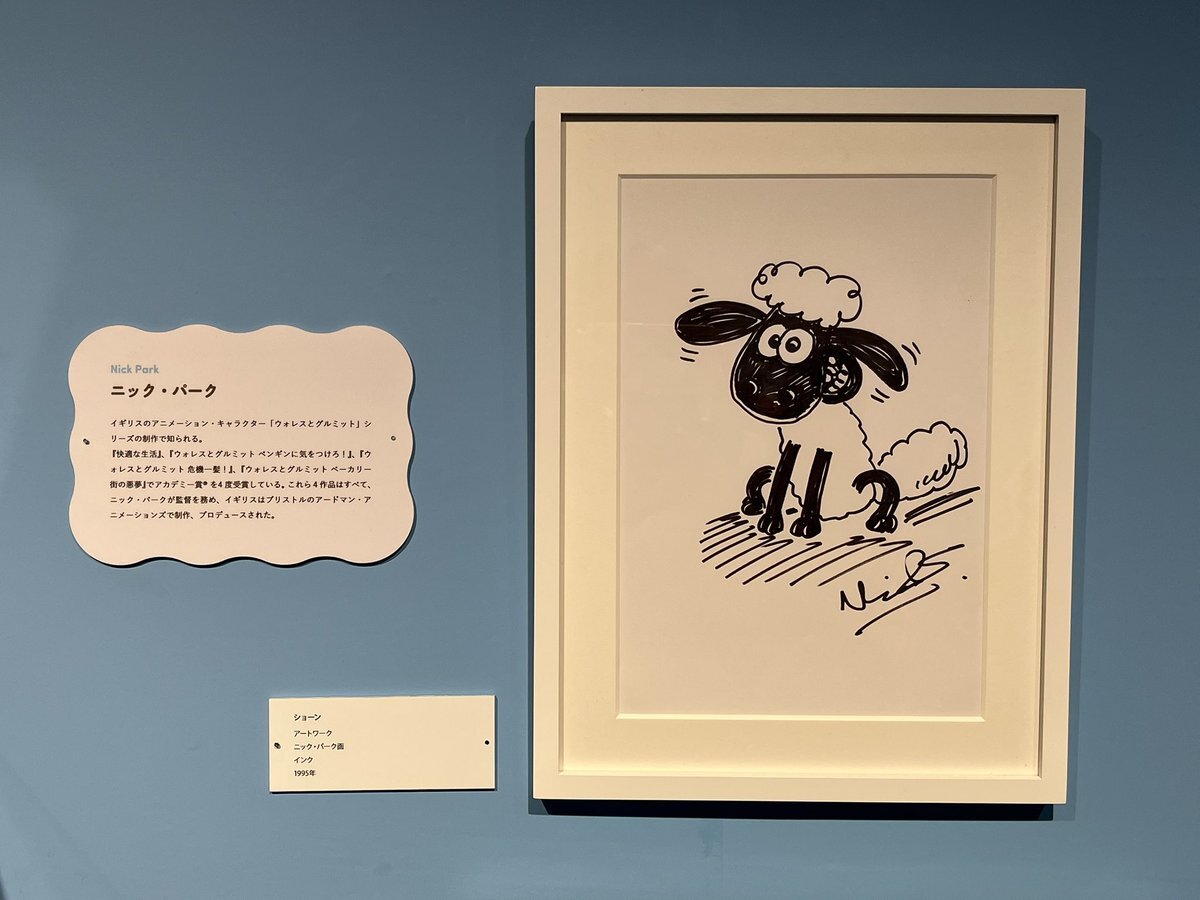 Nick Park
ニック・パーク
イギリスのアニメーション・キャラクター「ウォレスとグルミット」シ
リーズの制作で知られる。
『快適な生活』、『ウォレスとグルミット ペンギンに気をつけろ！』、『ウ
ォレスとグルミット 危機一髪！』、『ウォレスとグルミット ベーカリー
街の悪夢』でアカデミー賞®を4度受賞している。これら4作品はすべて、
ニック・パークが監督を務め、イギリスはブリストルのアードマン・ア
ニメーションズで制作、プロデュースされた。
ショーン
アートワーク
ニック・パーク画
インク
1995年